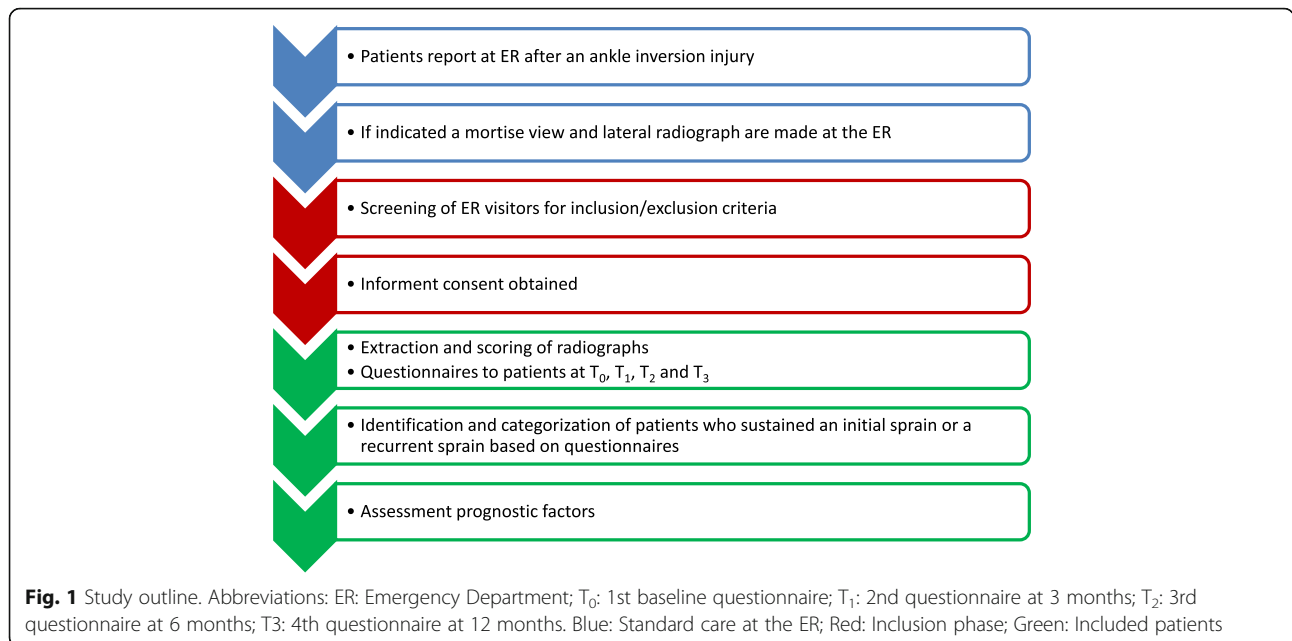 • Patients report at ER after an ankle inversion injury
• If indicated a mortise view and lateral radiograph are made at the ER
• Screening of ER visitors for inclusion/exclusion criteria
• Informent consent obtained
• Extraction and scoring of radiographs
• Questionnaires to patients at T₀, T₁, T₂ and T₃
• Identification and categorization of patients who sustained an initial sprain or a
recurrent sprain based on questionnaires
• Assessment prognostic factors
Fig. 1 Study outline. Abbreviations: ER: Emergency Department; T₀: 1st baseline questionnaire; T₁: 2nd questionnaire at 3 months; T₂: 3rd
questionnaire at 6 months; T3: 4th questionnaire at 12 months. Blue: Standard care at the ER; Red: Inclusion phase; Green: Included patients